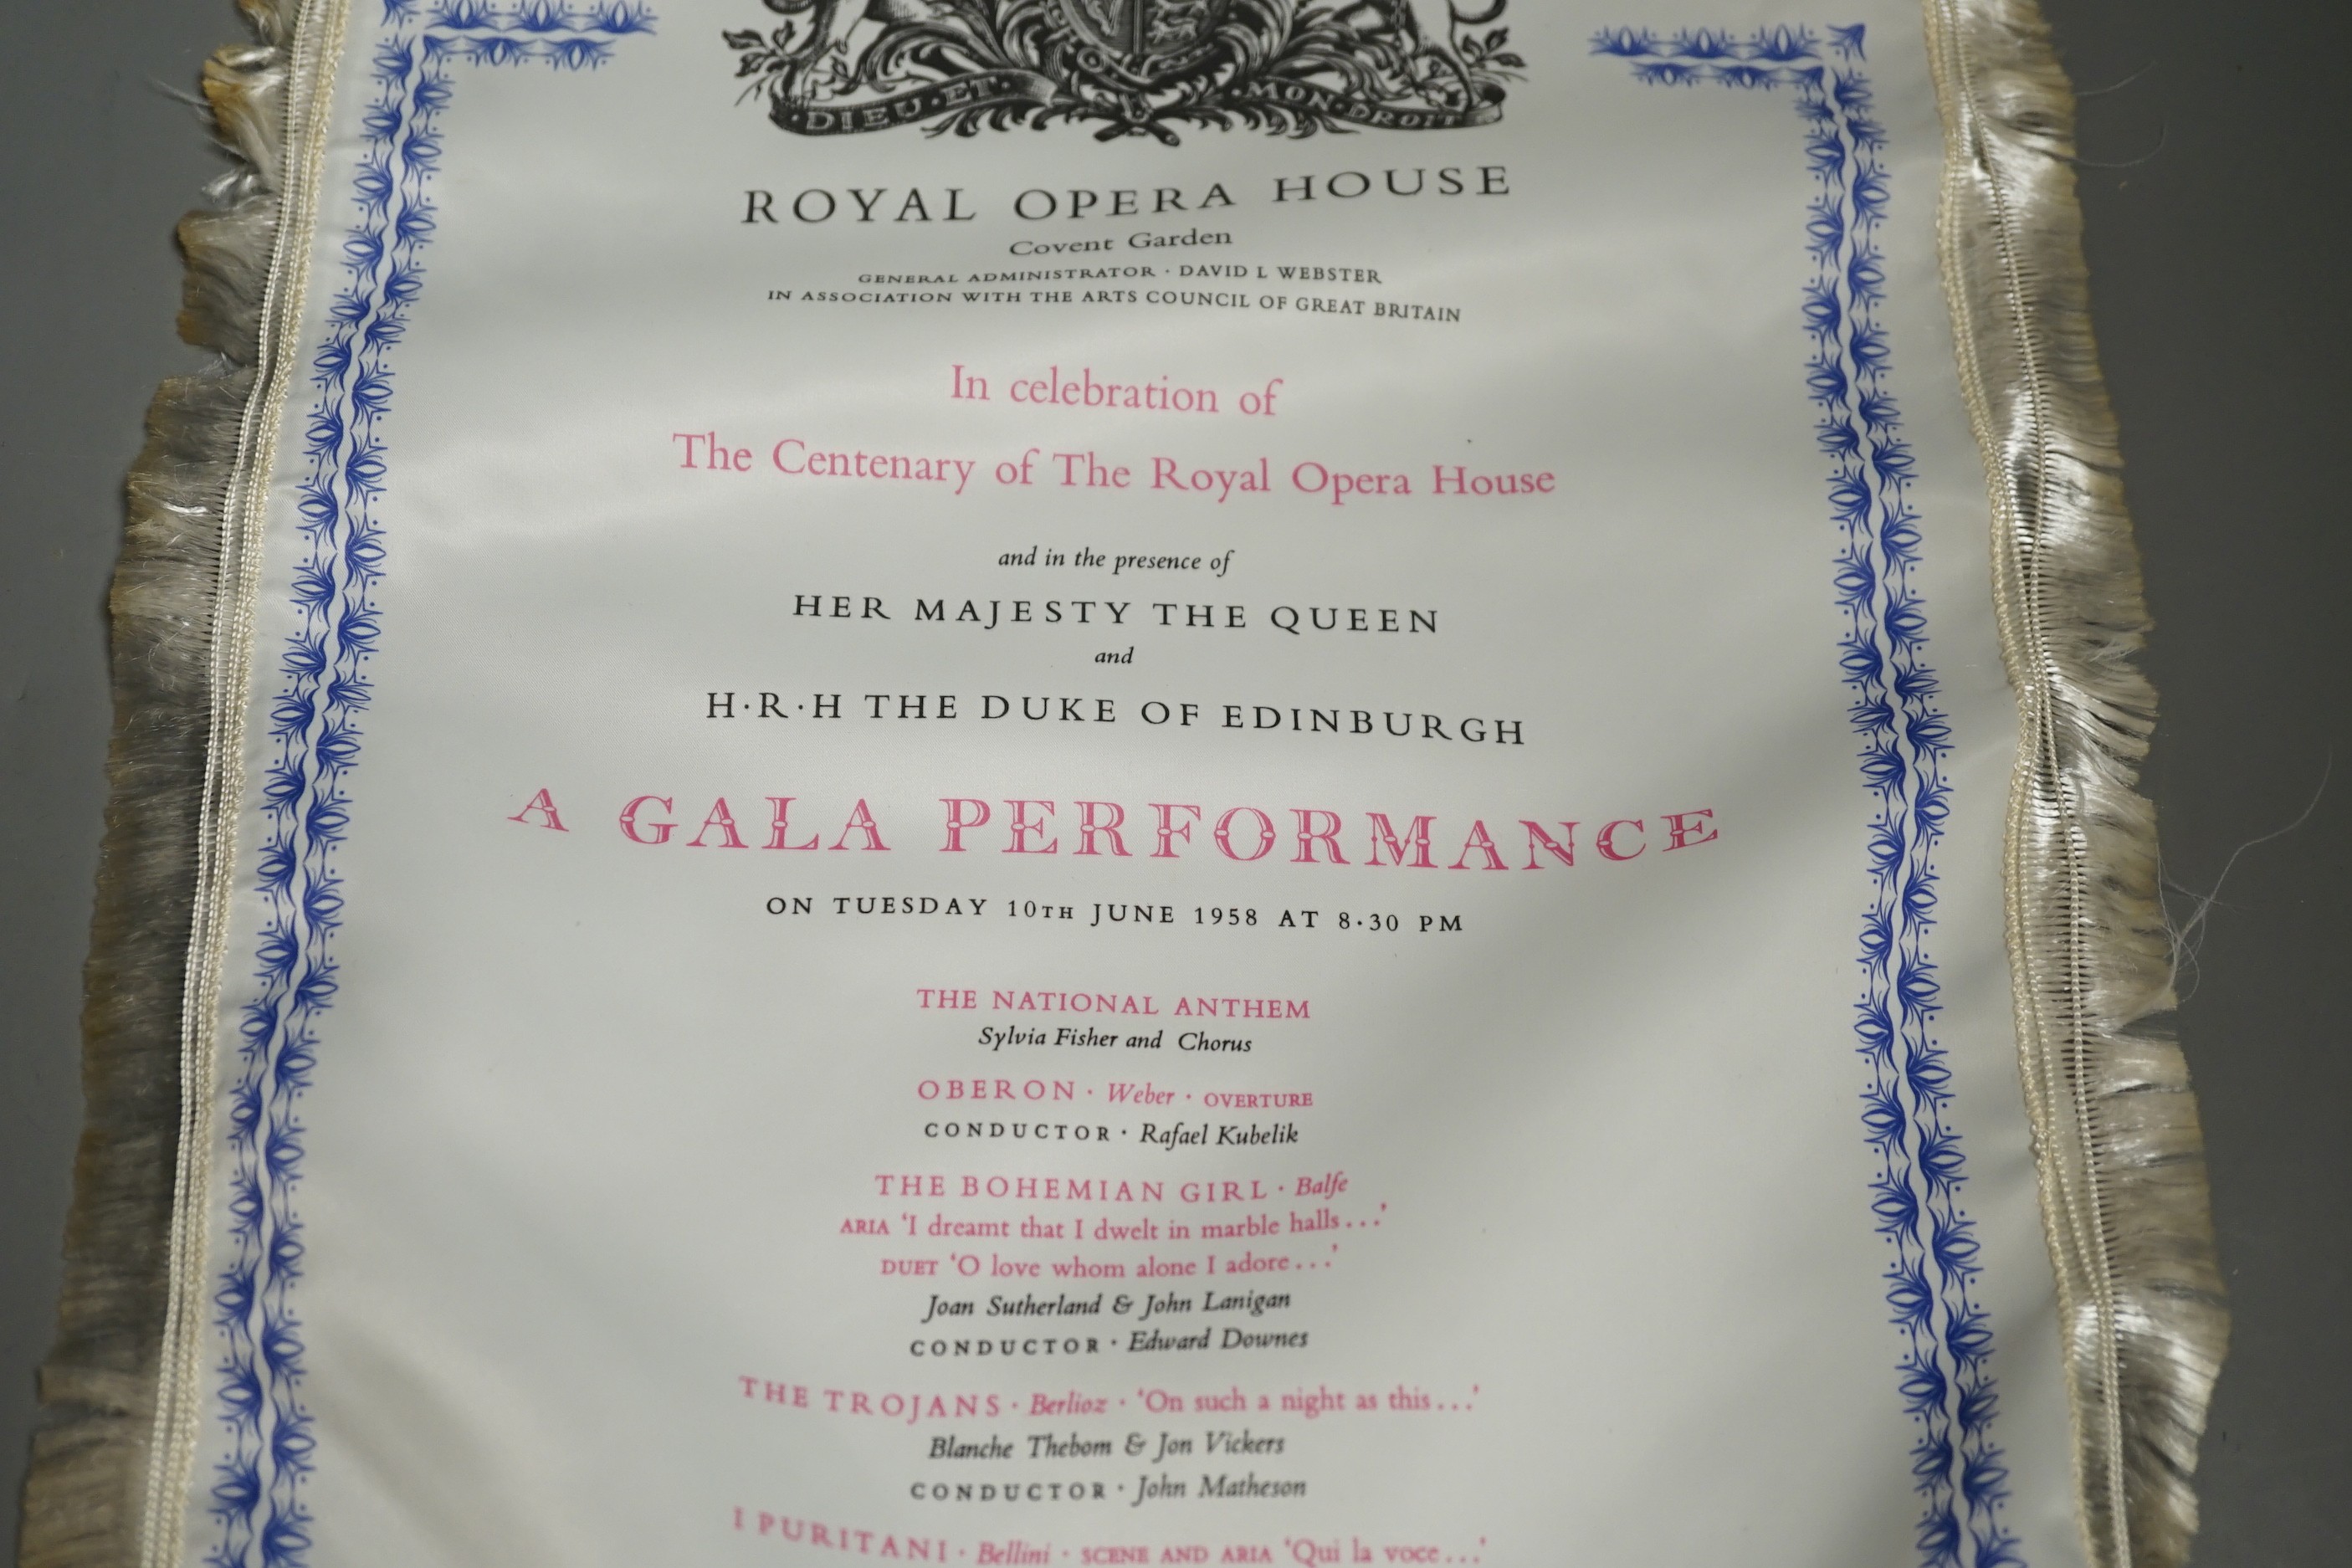 DIEU·ET· ·MON·DROIT
ROYAL OPERA HOUSE
Covent Garden
GENERAL ADMINISTRATOR · DAVID L WEBSTER
IN ASSOCIATION WITH THE ARTS COUNCIL OF GREAT BRITAIN
In celebration of
The Centenary of The Royal Opera House
and in the presence of
HER MAJESTY THE QUEEN
and
H·R·H THE DUKE OF EDINBURGH
A GALA PERFORMANCE
ON TUESDAY 10TH JUNE 1958 AT 8·30 PM
THE NATIONAL ANTHEM
Sylvia Fisher and Chorus
OBERON · Weber · OVERTURE
CONDUCTOR · Rafael Kubelik
THE BOHEMIAN GIRL · Balfe
ARIA ‘I dreamt that I dwelt in marble halls...’
DUET ‘O love whom alone I adore...’
Joan Sutherland & John Lanigan
CONDUCTOR · Edward Downes
THE TROJANS · Berlioz · ‘On such a night as this...’
Blanche Thebom & Jon Vickers
CONDUCTOR · John Matheson
I PURITANI · Bellini · SCENE AND ARIA ‘Qui la voce...’